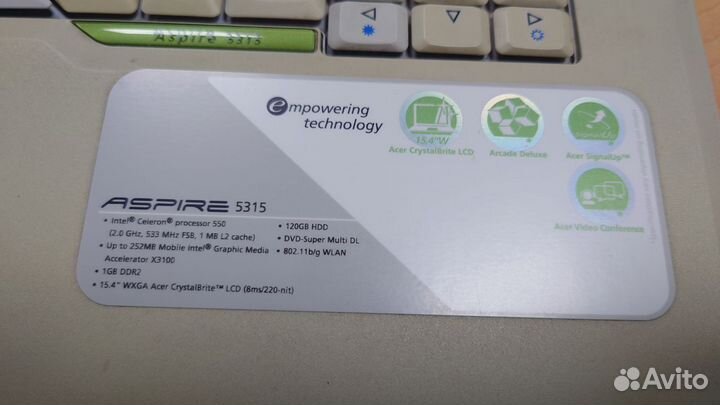 Aspire 5315
empowering
technology
15.4"W
Acer CrystalBrite LCD
Arcade Deluxe
SignalUp
Acer SignalUp™
Acer Video Conference
ASPIRE 5315
• Intel® Celeron® processor 550
(2.0 GHz, 533 MHz FSB, 1 MB L2 cache)
• Up to 252MB Mobile Intel® Graphic Media
Accelerator X3100
• 1GB DDR2
• 15.4" WXGA Acer CrystalBrite™ LCD (8ms/220-nit)
• 120GB HDD
• DVD-Super Multi DL
• 802.11b/g WLAN
Avito